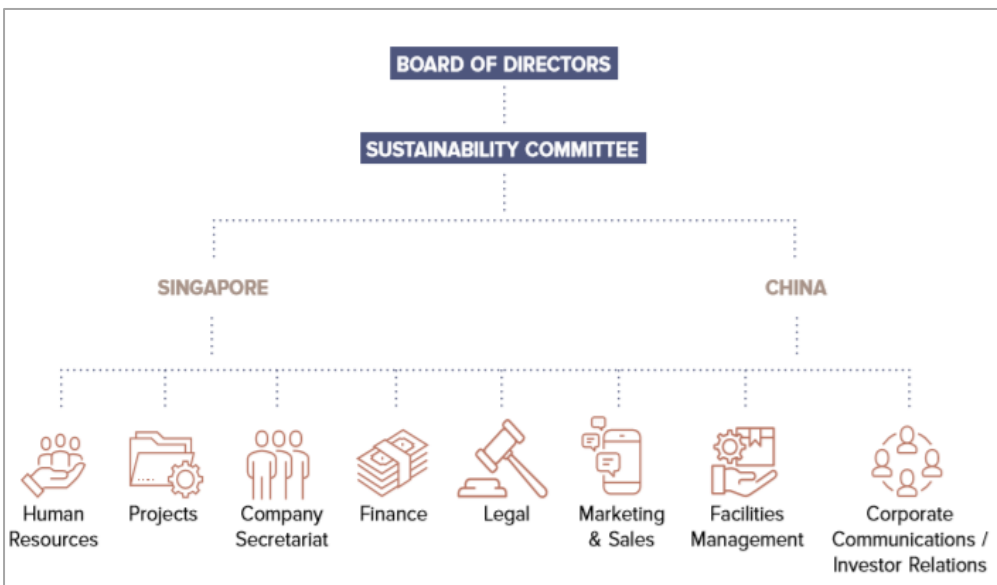 BOARD OF DIRECTORS
SUSTAINABILITY COMMITTEE
SINGAPORE
CHINA
Human
Resources
Projects
Company
Secretariat
Finance
Legal
Marketing
& Sales
Facilities
Management
Corporate
Communications /
Investor Relations